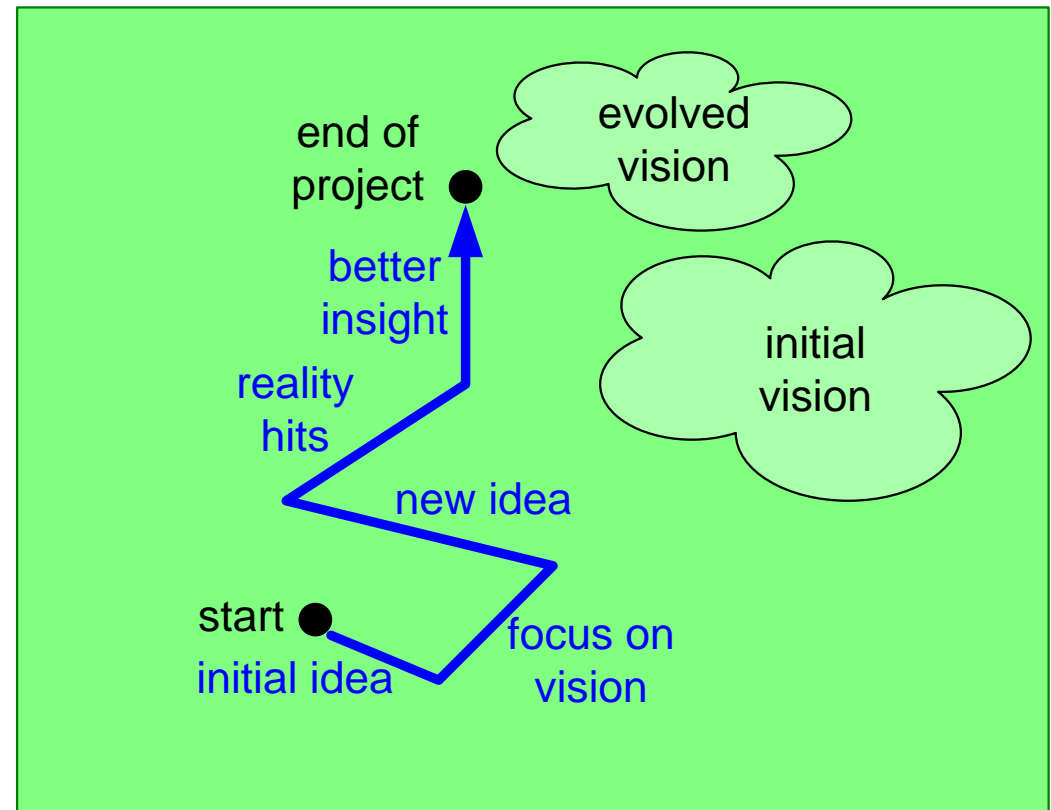 evolved
vision
end of
project
better
insight
initial
vision
reality
hits
new idea
start
focus on
vision
initial idea